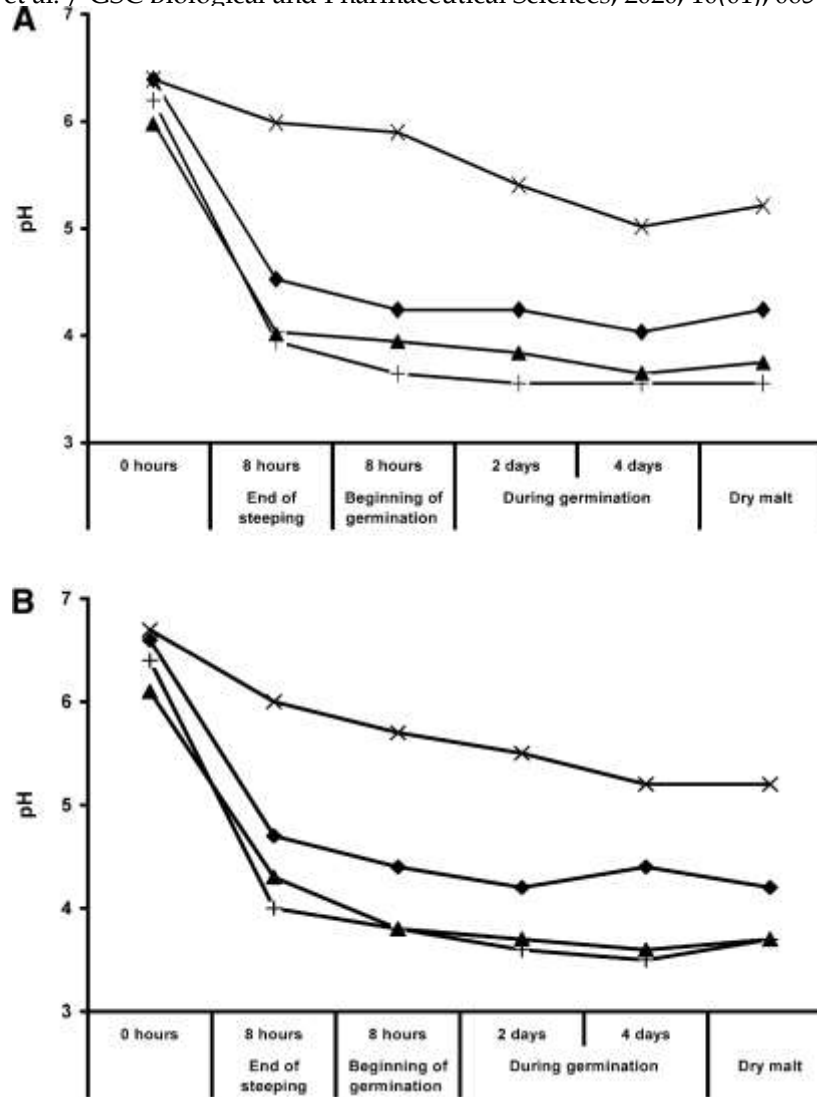 et al. / GSC Biological and Pharmaceutical Sciences, 2020, 10(01),
A
7
6
5
4
3
pH
0 hours
8 hours
8 hours
2 days
4 days
End of
steeping
Beginning of
germination
During germination
Dry malt
B
7
6
5
4
3
pH
0 hours
8 hours
8 hours
2 days
4 days
End of
steeping
Beginning of
germination
During germination
Dry malt